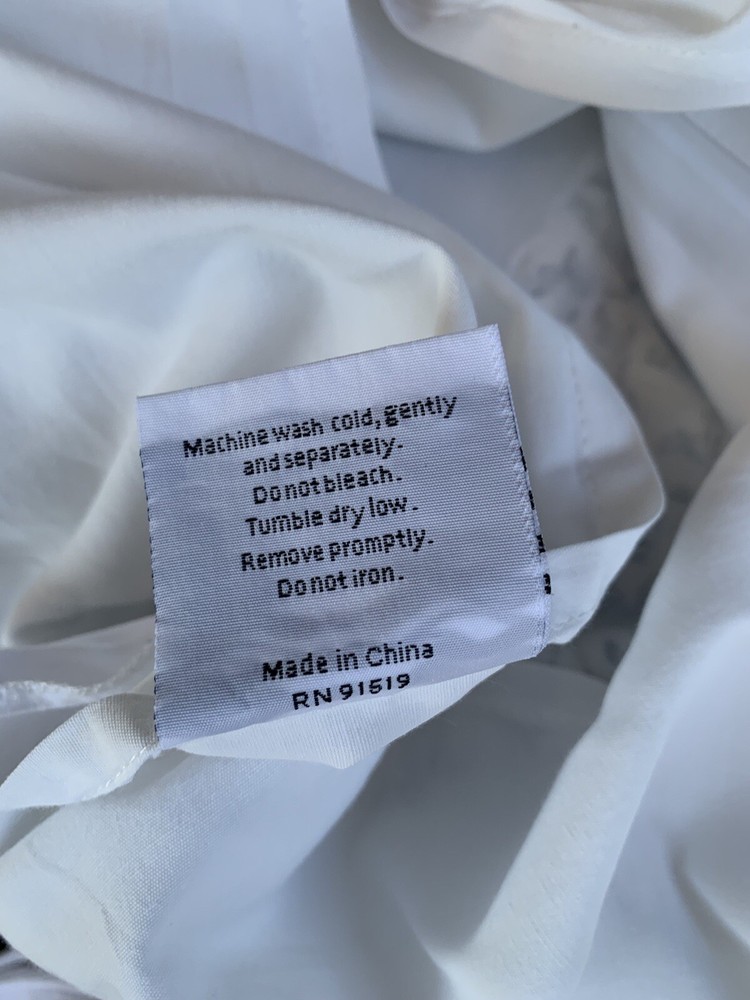 Machine wash cold, gently
and separately.
Do not bleach.
Tumble dry low.
Remove promptly.
Do not iron.
Made in China
RN 91519